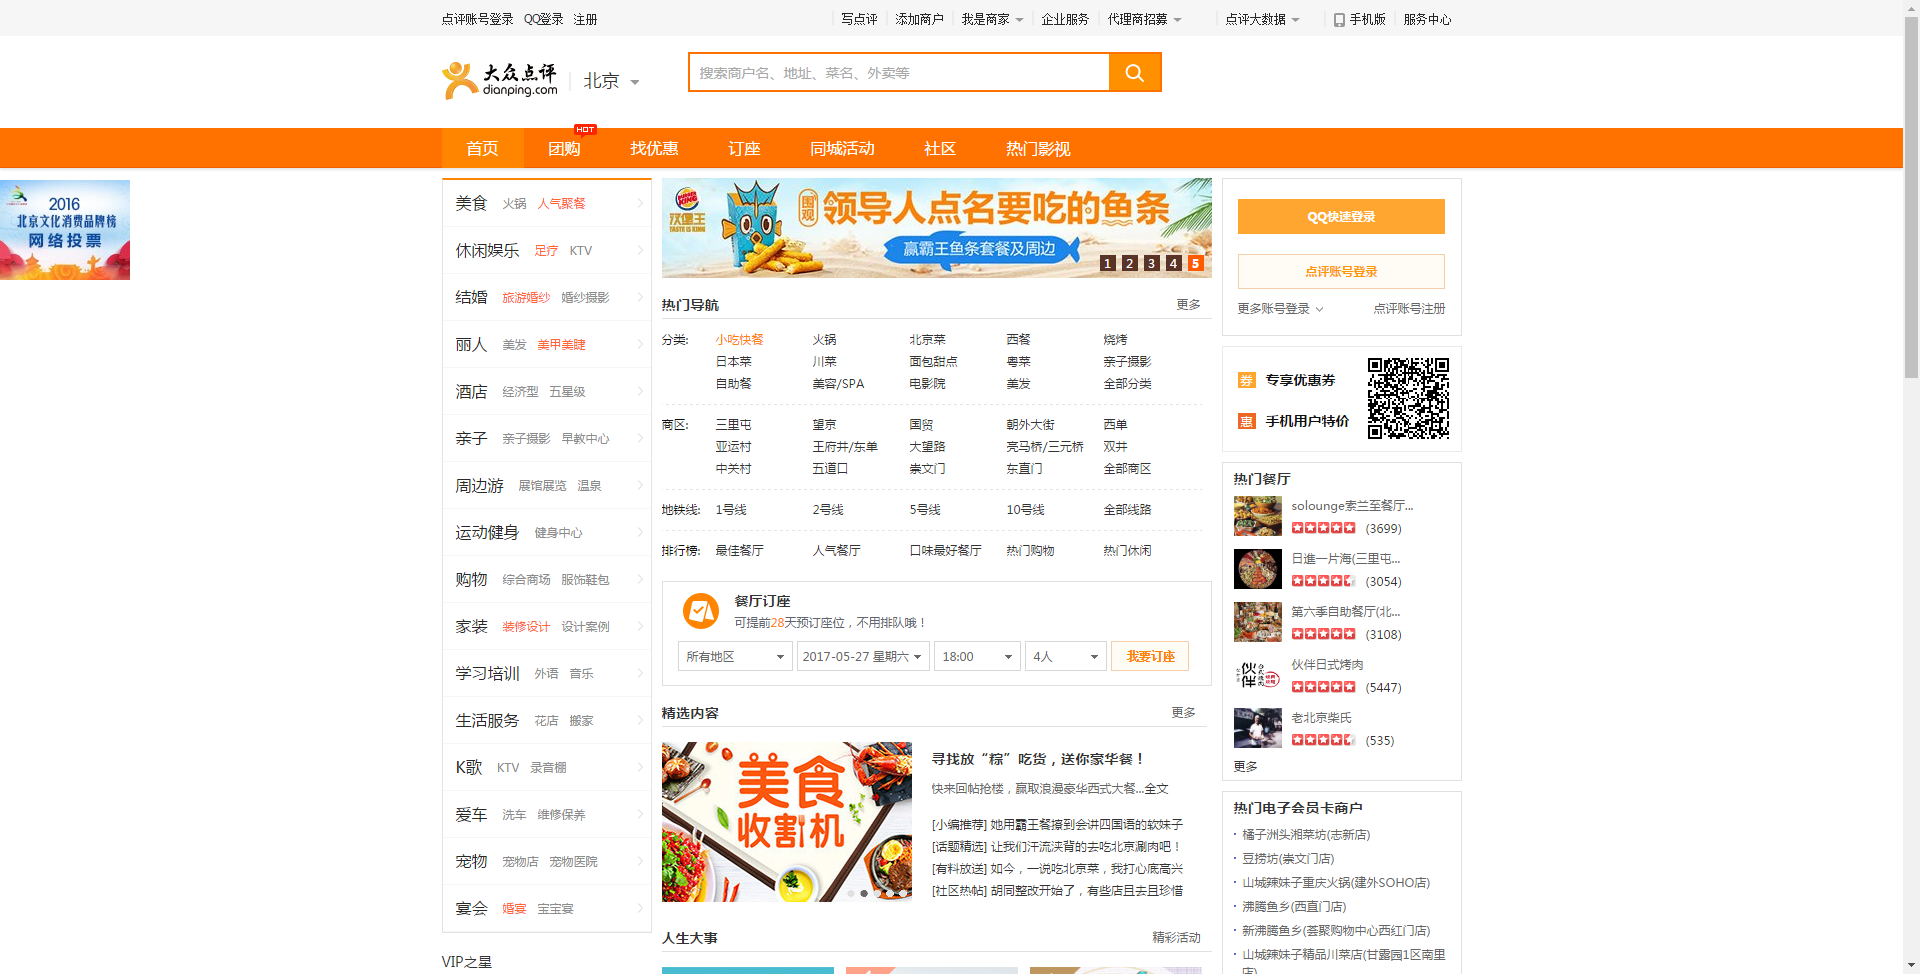 点评账号登录 QQ登录 注册
写点评 添加商户 我是商家 企业服务 代理商招募 点评大数据 手机版 服务中心
大众点评
dianping.com
北京
搜索商户名、地址、菜名、外卖等
HOT
首页 团购 找优惠 订座 同城活动 社区 热门影视
2016
北京文化消费品牌榜
网络投票
美食 火锅 人气聚餐
休闲娱乐 足疗 KTV
结婚 旅游婚纱 婚纱摄影
丽人 美发 美甲美睫
酒店 经济型 五星级
亲子 亲子摄影 早教中心
周边游 展馆展览 温泉
运动健身 健身中心
购物 综合商场 服饰鞋包
家装 装修设计 设计案例
学习培训 外语 音乐
生活服务 花店 搬家
K歌 KTV 录音棚
爱车 洗车 维修保养
宠物 宠物店 宠物医院
宴会 婚宴 宝宝宴
VIP之星
BURGER KING
汉堡王
TASTE IS KING
围观 领导人点名要吃的鱼条
赢霸王鱼条套餐及周边
1 2 3 4 5
热门导航 更多
分类: 小吃快餐 火锅 北京菜 西餐 烧烤
日本菜 川菜 面包甜点 粤菜 亲子摄影
自助餐 美容/SPA 电影院 美发 全部分类
商区: 三里屯 望京 国贸 朝外大街 西单
亚运村 王府井/东单 大望路 亮马桥/三元桥 双井
中关村 五道口 崇文门 东直门 全部商区
地铁线: 1号线 2号线 5号线 10号线 全部线路
排行榜: 最佳餐厅 人气餐厅 口味最好餐厅 热门购物 热门休闲
餐厅订座
可提前28天预订座位，不用排队哦！
所有地区 2017-05-27 星期六 18:00 4人 我要订座
精选内容 更多
美食
收割机
寻找放“粽”吃货，送你豪华餐！
快来回帖抢楼，赢取浪漫豪华西式大餐...全文
[小编推荐] 她用霸王餐撩到会讲四国语的软妹子
[话题精选] 让我们汗流浃背的去吃北京涮肉吧！
[有料放送] 如今，一说吃北京菜，我打心底高兴
[社区热帖] 胡同整改开始了，有些店且去且珍惜
人生大事 精彩活动
QQ快速登录
点评账号登录
更多账号登录 点评账号注册
券 专享优惠券
惠 手机用户特价
热门餐厅
solounge索兰至餐厅...
(3699)
日進一片海(三里屯...
(3054)
第六季自助餐厅(北...
(3108)
伙伴
伙伴日式烤肉
(5447)
老北京柴氏
(535)
更多
热门电子会员卡商户
· 橘子洲头湘菜坊(志新店)
· 豆捞坊(崇文门店)
· 山城辣妹子重庆火锅(建外SOHO店)
· 沸腾鱼乡(西直门店)
· 新沸腾鱼乡(荟聚购物中心西红门店)
· 山城辣妹子精品川菜店(甘露园1区南里
店)